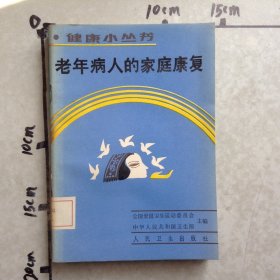 ·健康小丛书
老年病人的家庭康复
全国爱国卫生运动委员会
中华人民共和国卫生部
主编
人民卫生出版社
10cm
15cm
10cm
15cm